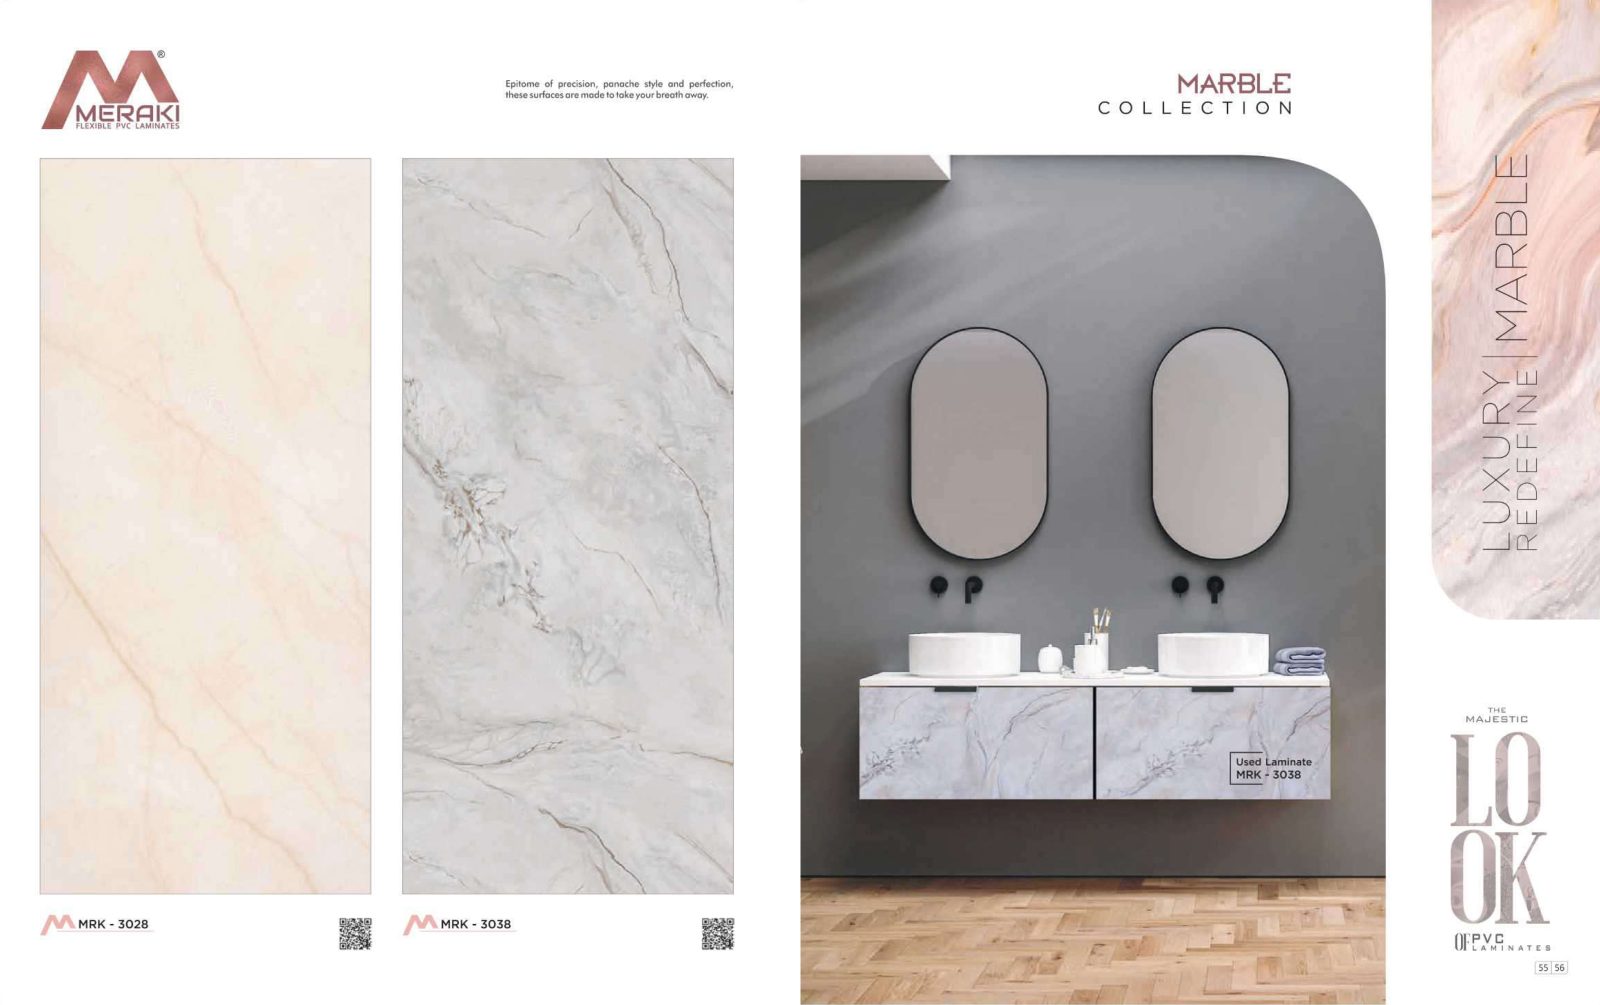 MERAKI
®
FLEXIBLE PVC LAMINATES
Epitome of precision, panache style and perfection,
these surfaces are made to take your breath away.
MRK - 3028
MRK - 3038
MARBLE
COLLECTION
Used Laminate
MRK - 3038
LUXURY | MARBLE
REDEFINE |
THE
MAJESTIC
LO
OK
OF PVC
LAMINATES
55 | 56